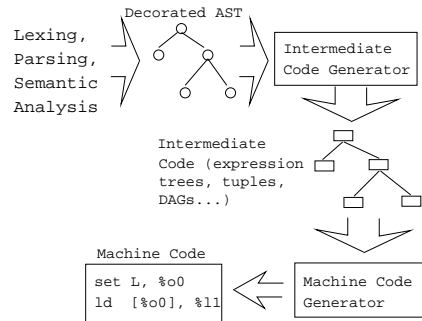 Decorated AST
Lexing,
Parsing,
Semantic
Analysis
Intermediate
Code Generator
Intermediate
Code (expression
trees, tuples,
DAGs...)
Machine Code
set L, %o0
ld [%o0], %l1
Machine Code
Generator